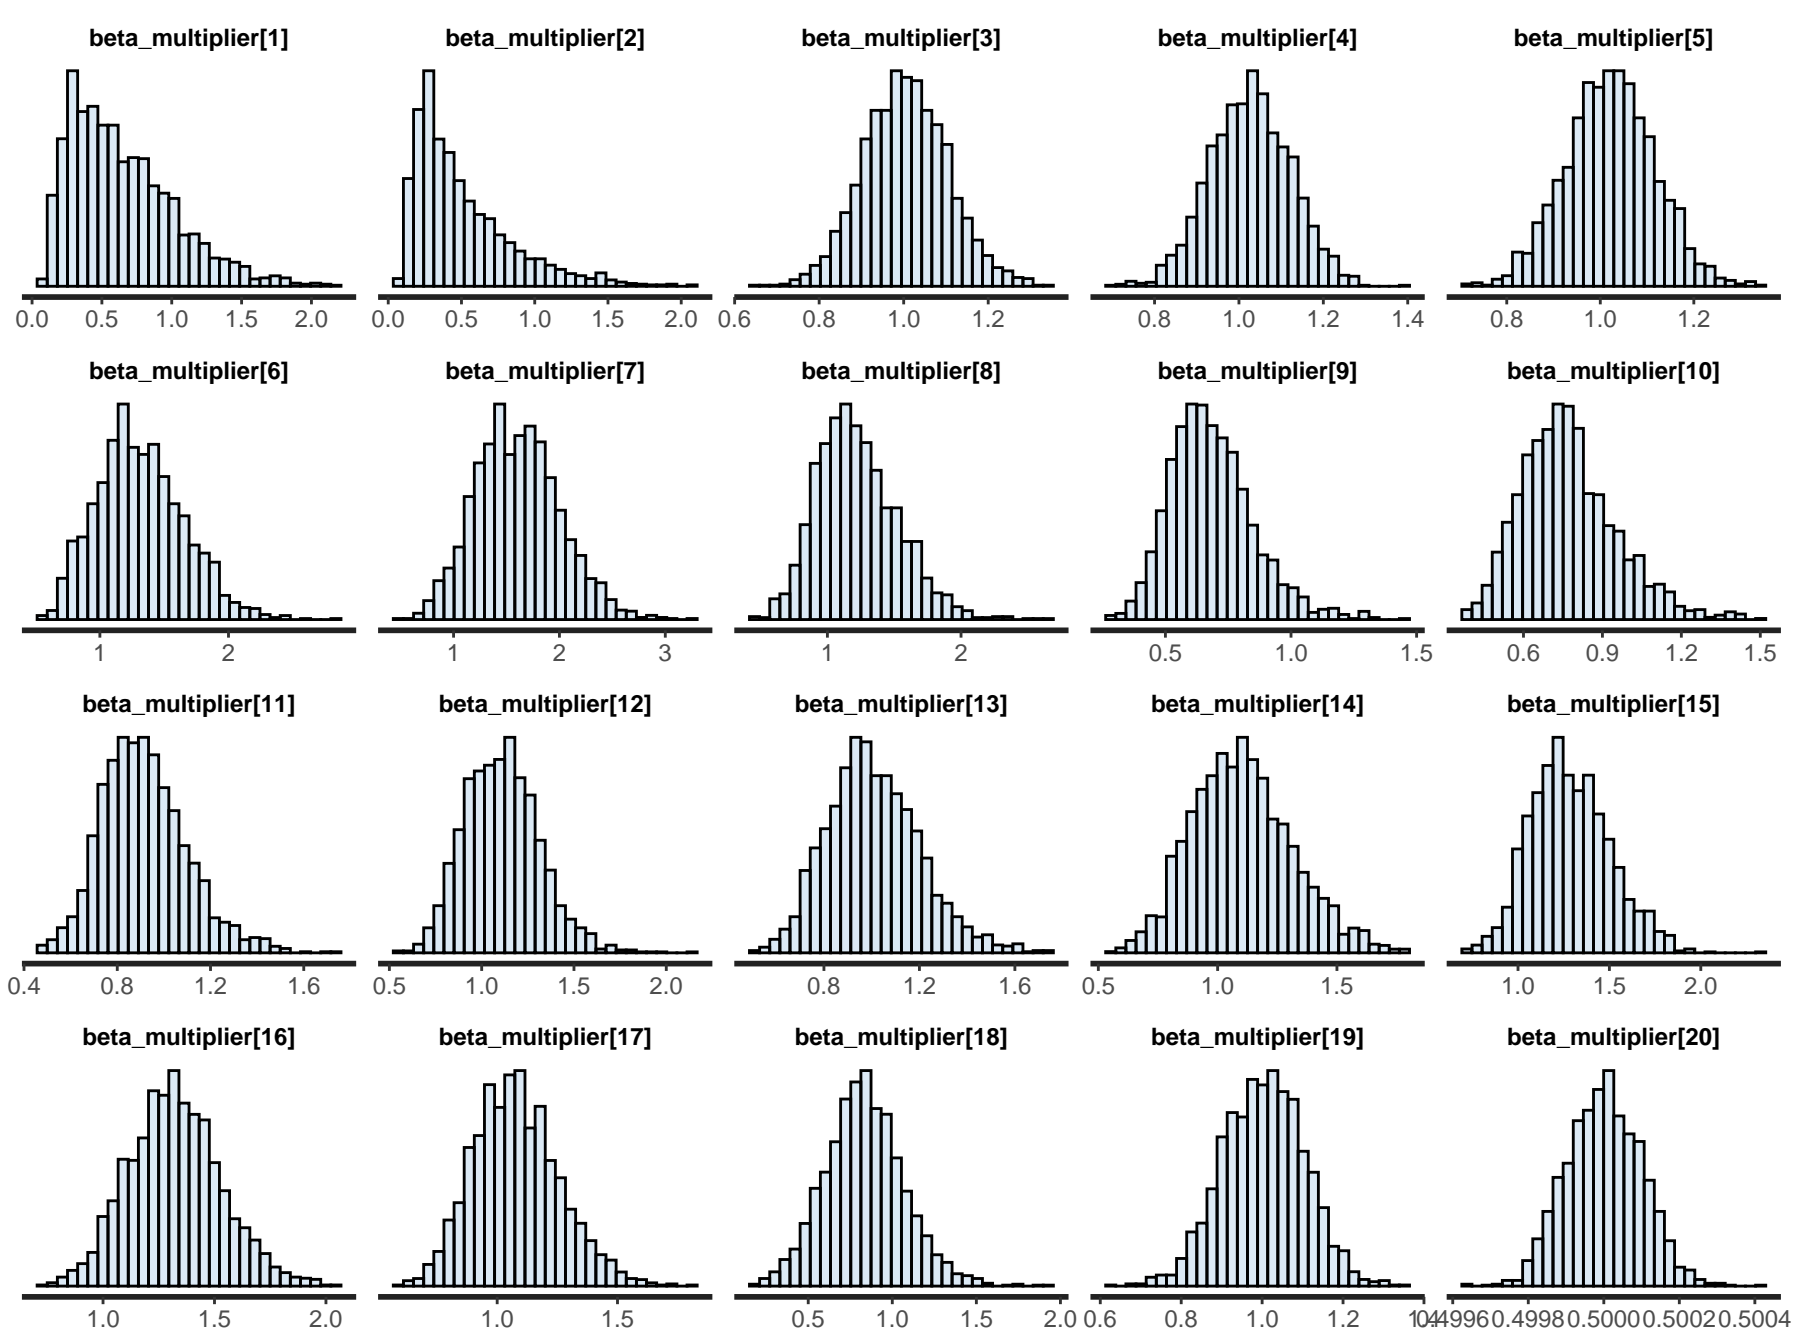 beta_multiplier[1] beta_multiplier[2] beta_multiplier[3] beta_multiplier[4] beta_multiplier[5]
0.0 0.5 1.0 1.5 2.0 0.0 0.5 1.0 1.5 2.0 0.6 0.8 1.0 1.2 0.8 1.0 1.2 1.4 0.8 1.0 1.2
beta_multiplier[6] beta_multiplier[7] beta_multiplier[8] beta_multiplier[9] beta_multiplier[10]
1 2 1 2 3 1 2 0.5 1.0 1.5 0.6 0.9 1.2 1.5
beta_multiplier[11] beta_multiplier[12] beta_multiplier[13] beta_multiplier[14] beta_multiplier[15]
0.4 0.8 1.2 1.6 0.5 1.0 1.5 2.0 0.8 1.2 1.6 0.5 1.0 1.5 1.0 1.5 2.0
beta_multiplier[16] beta_multiplier[17] beta_multiplier[18] beta_multiplier[19] beta_multiplier[20]
1.0 1.5 2.0 1.0 1.5 0.5 1.0 1.5 2.0 0.6 0.8 1.0 1.2 1.4 0.4996 0.4998 0.5000 0.5002 0.5004